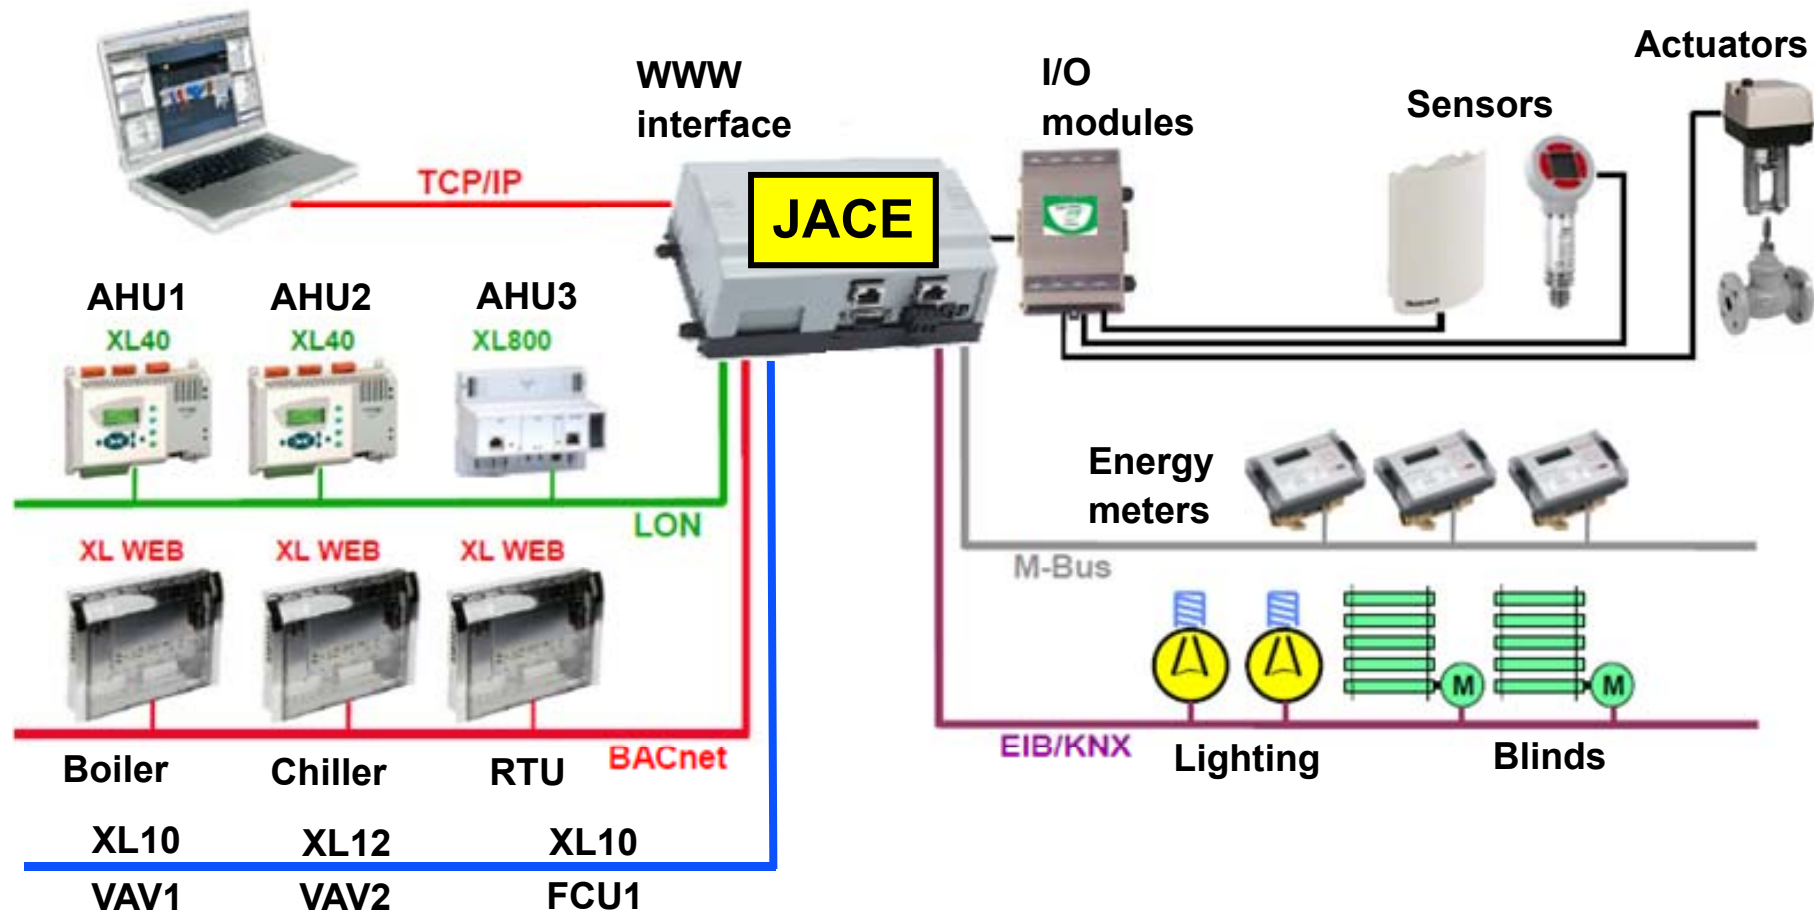 Actuators
WWW
interface
I/O
modules
Sensors
TCP/IP
JACE
AHU1
AHU2
AHU3
XL40
XL40
XL800
LON
Energy
meters
M-Bus
XL WEB
XL WEB
XL WEB
M
M
BACnet
EIB/KNX
Lighting
Blinds
Boiler
Chiller
RTU
XL10
XL12
XL10
VAV1
VAV2
FCU1